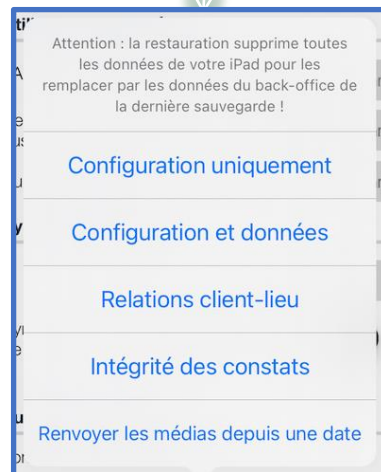 Attention : la restauration supprime toutes
les données de votre iPad pour les
remplacer par les données du back-office de
la dernière sauvegarde !
Configuration uniquement
Configuration et données
Relations client-lieu
Intégrité des constats
Renvoyer les médias depuis une date